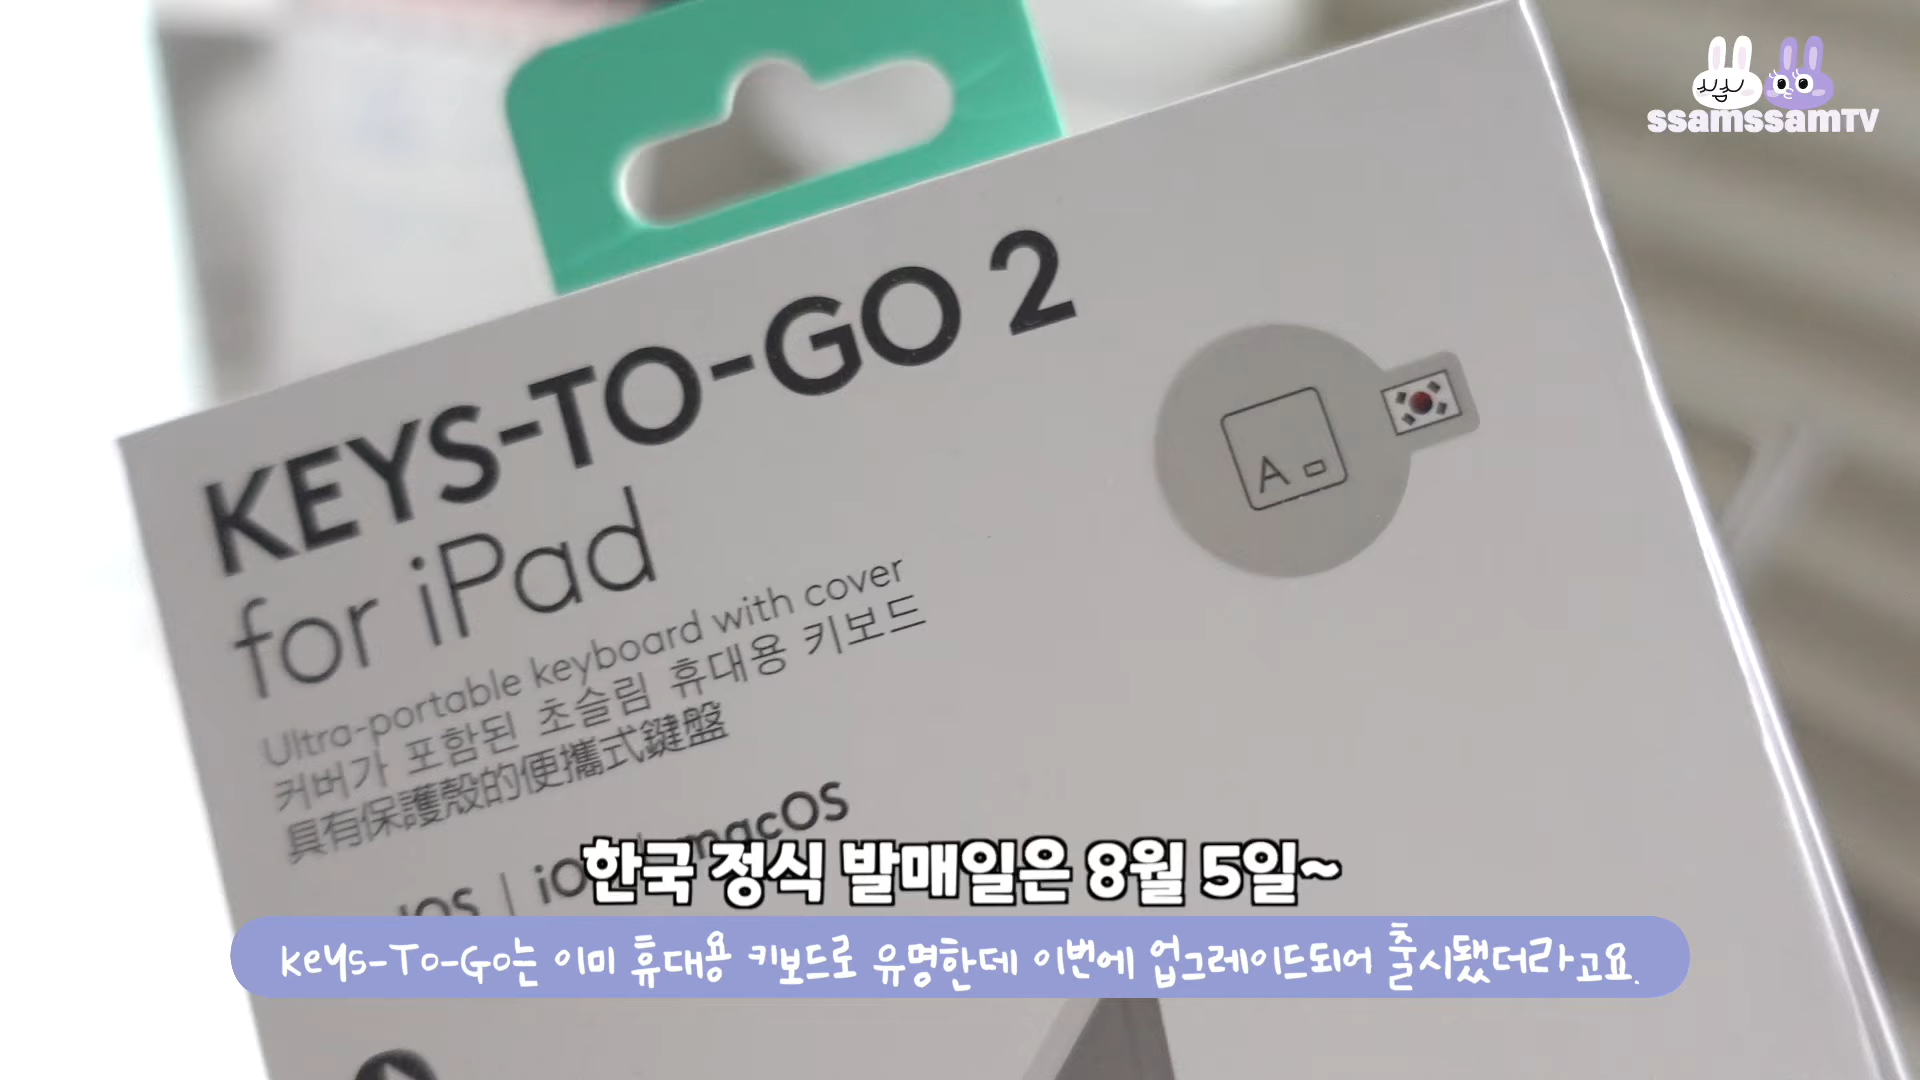 ssamssamTV
KEYS-TO-GO 2
for iPad
A
Ultra-portable keyboard with cover
커버가 포함된 초슬림 휴대용 키보드
具有保護殼的便攜式鍵盤
macOS
한국 정식 발매일은 8월 5일~
keys-To-Go는 이미 휴대용 키보드로 유명한데 이번에 업그레이드되어 출시됐더라고요.